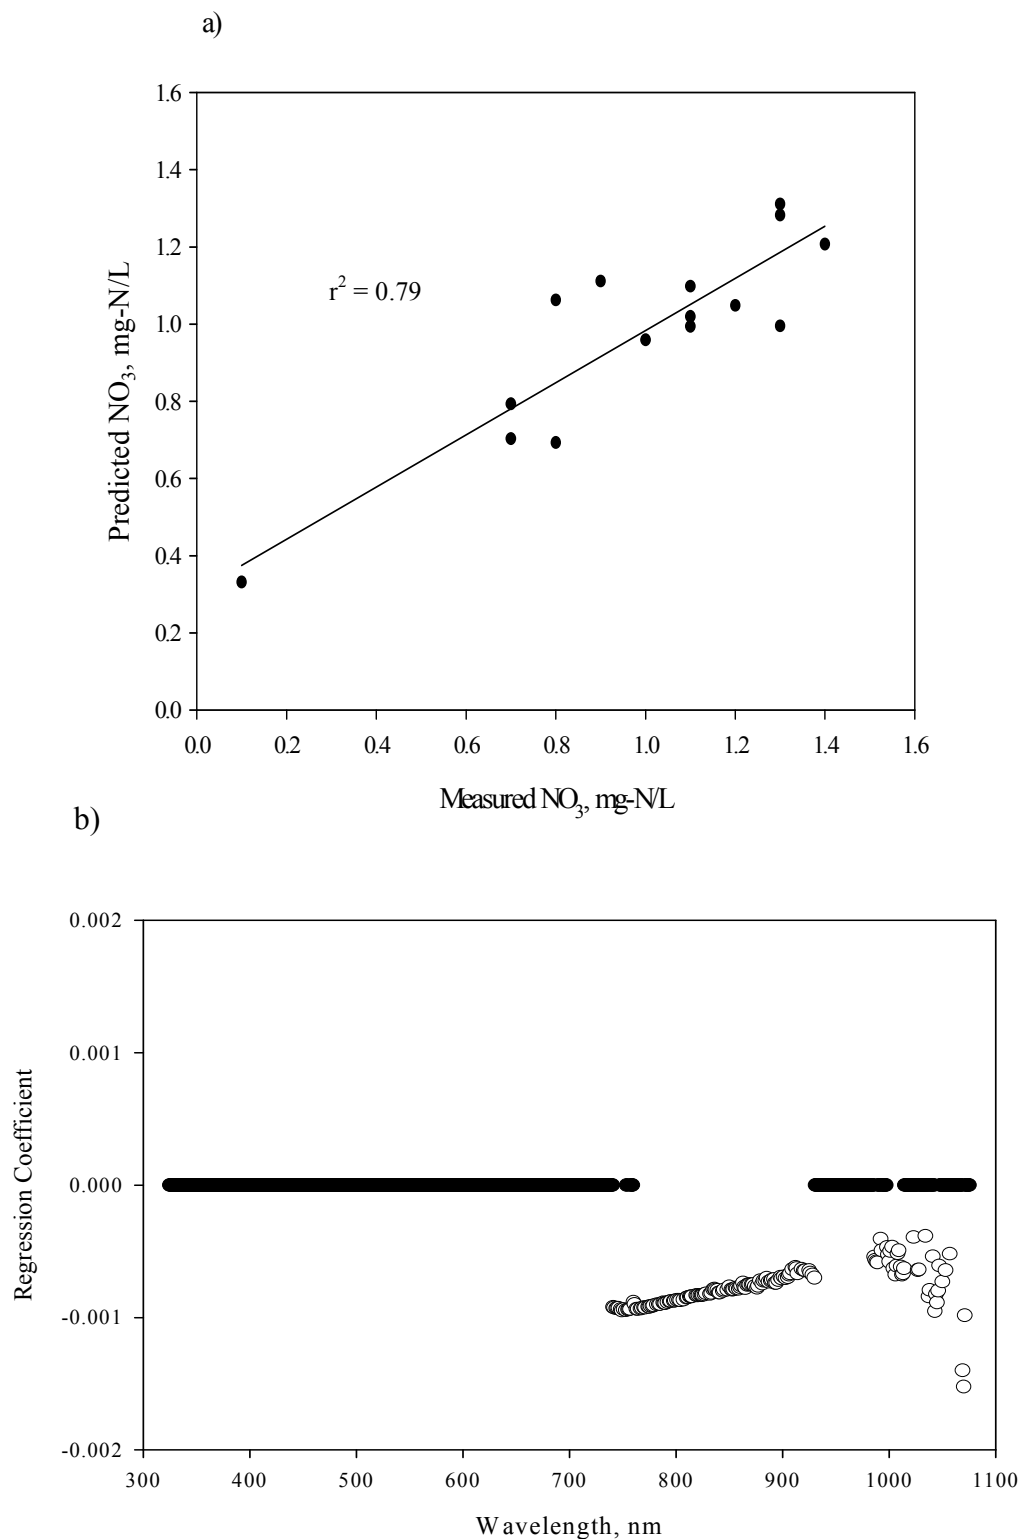 a)
1.6
1.4
1.2
1.0
0.8
0.6
0.4
0.2
0.0
Predicted NO3, mg-N/L
r2 = 0.79
0.0 0.2 0.4 0.6 0.8 1.0 1.2 1.4 1.6
Measured NO3, mg-N/L
b)
0.002
0.001
0.000
-0.001
-0.002
Regression Coefficient
300 400 500 600 700 800 900 1000 1100
Wavelength, nm